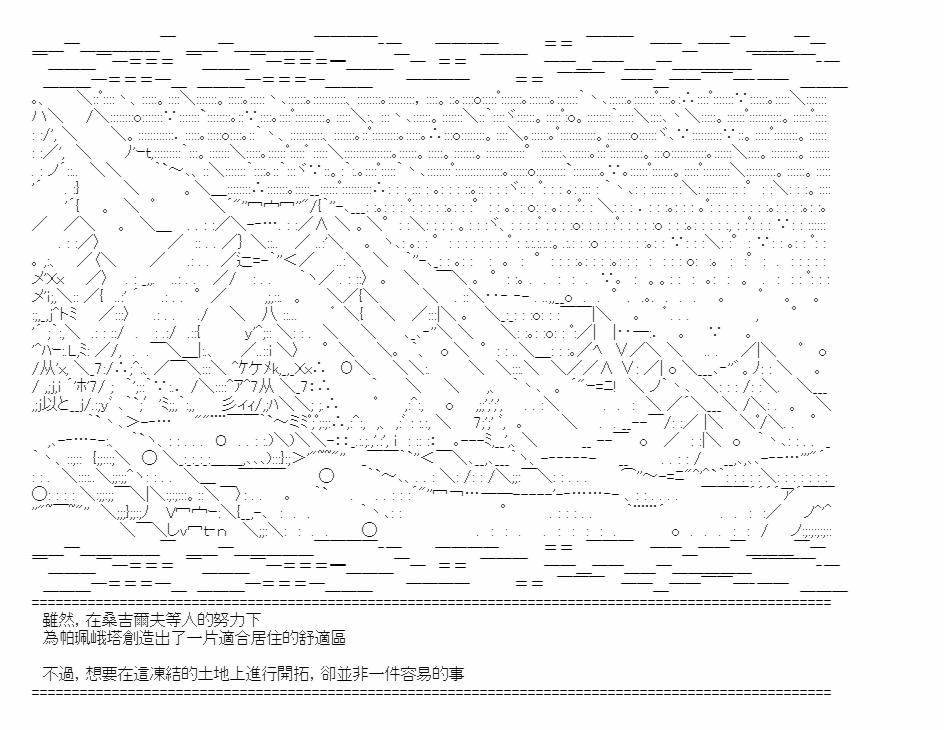 雖然，在桑吉爾夫等人的努力下
為帕珮峨塔創造出了一片適合居住的舒適區
不過，想要在這凍結的土地上進行開拓，卻並非一件容易的事